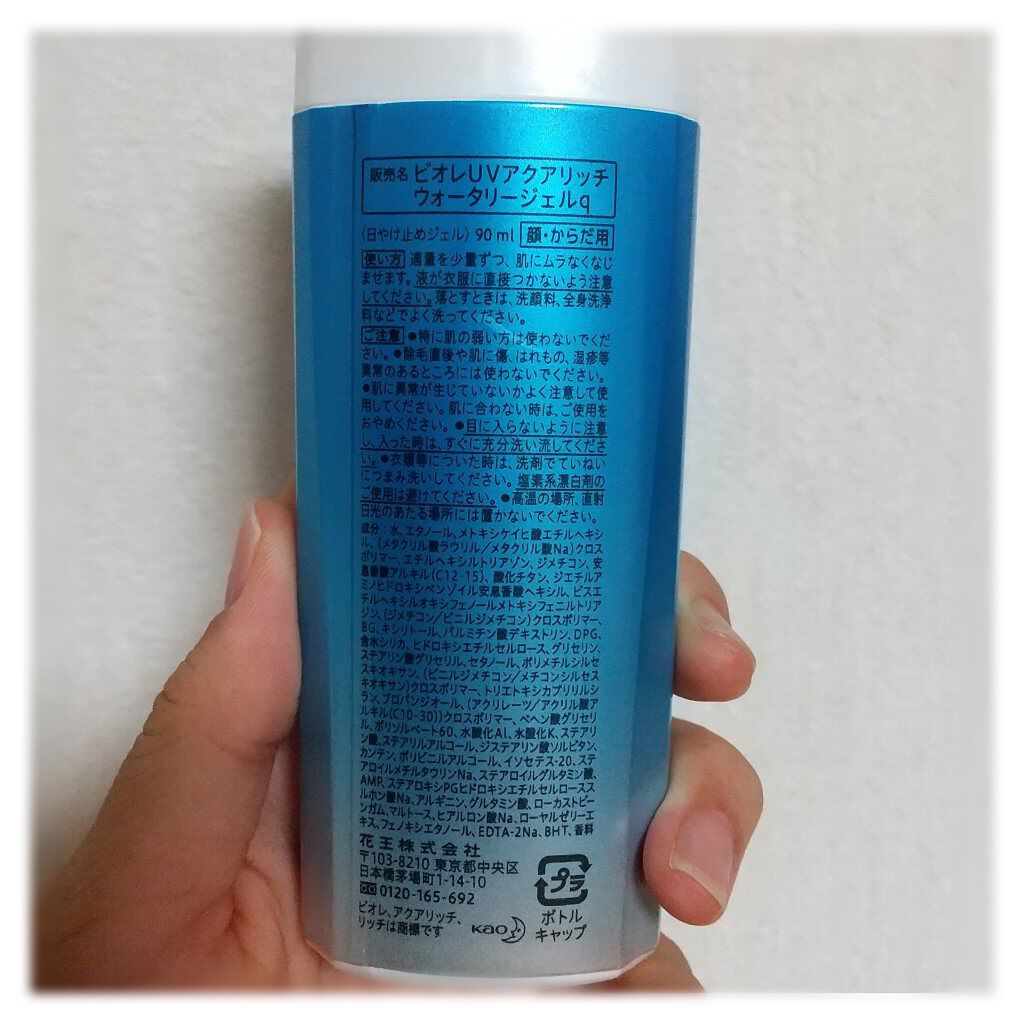 販売名 ビオレUVアクアリッチ
ウォータリージェルq
(日やけ止めジェル) 90 ml 顔・からだ用
使い方 適量を少量ずつ、肌にムラなくなじ
ませます。液が衣服に直接つかないよう注意
してください。落とすときは、洗顔料、全身洗浄
料などでよく洗ってください。
ご注意 ●特に肌の弱い方は使わないでくだ
さい。●除毛直後や肌に傷、はれもの、湿疹等
異常のあるところには使わないでください。
●肌に異常が生じていないかよく注意して使
用してください。肌に合わない時は、ご使用を
おやめください。●目に入らないように注意
し、入った時は、すぐに充分洗い流してくださ
い。●衣類等についた時は、洗剤でていねい
につまみ洗いしてください。塩素系漂白剤の
ご使用は避けてください。●高温の場所、直射
日光のあたる場所には置かないでください。
成分：水、エタノール、メトキシケイヒ酸エチルヘキシ
ル、(メタクリル酸ラウリル／メタクリル酸Na)クロス
ポリマー、エチルヘキシルトリアゾン、ジメチコン、安
息香酸アルキル(C12-15)、酸化チタン、ジエチルア
ミノヒドロキシベンゾイル安息香酸ヘキシル、ビスエ
チルヘキシルオキシフェノールメトキシフェニルトリア
ジン、(ジメチコン／ビニルジメチコン)クロスポリマー、
BG、キシリトール、パルミチン酸デキストリン、DPG、
含水シリカ、ヒドロキシエチルセルロース、グリセリン、
ステアリン酸グリセリル、セタノール、ポリメチルシルセ
スキオキサン、(ビニルジメチコン／メチコンシルセス
キオキサン)クロスポリマー、トリエトキシカプリリルシ
ラン、プロパンジオール、(アクリレーツ／アクリル酸ア
ルキル(C10-30))クロスポリマー、ベヘン酸グリセリ
ル、ポリソルベート60、水酸化Al、水酸化K、ステアリ
ン酸、ステアリルアルコール、ジステアリン酸ソルビタン、
カンテン、ポリビニルアルコール、イソセテス-20、ステ
アロイルメチルタウリンNa、ステアロイルグルタミン酸、
AMP、ステアロキシPGヒドロキシエチルセルロースス
ルホン酸Na、アルギニン、グルタミン酸、ローカストビー
ンガム、マルトース、ヒアルロン酸Na、ローヤルゼリーエ
キス、フェノキシエタノール、EDTA-2Na、BHT、香料
花王株式会社
〒103-8210 東京都中央区
日本橋茅場町1-14-10
0120-165-692
ビオレ、アクアリッチ、
リッチは商標です
Kao
プラ
ボトル
キャップ